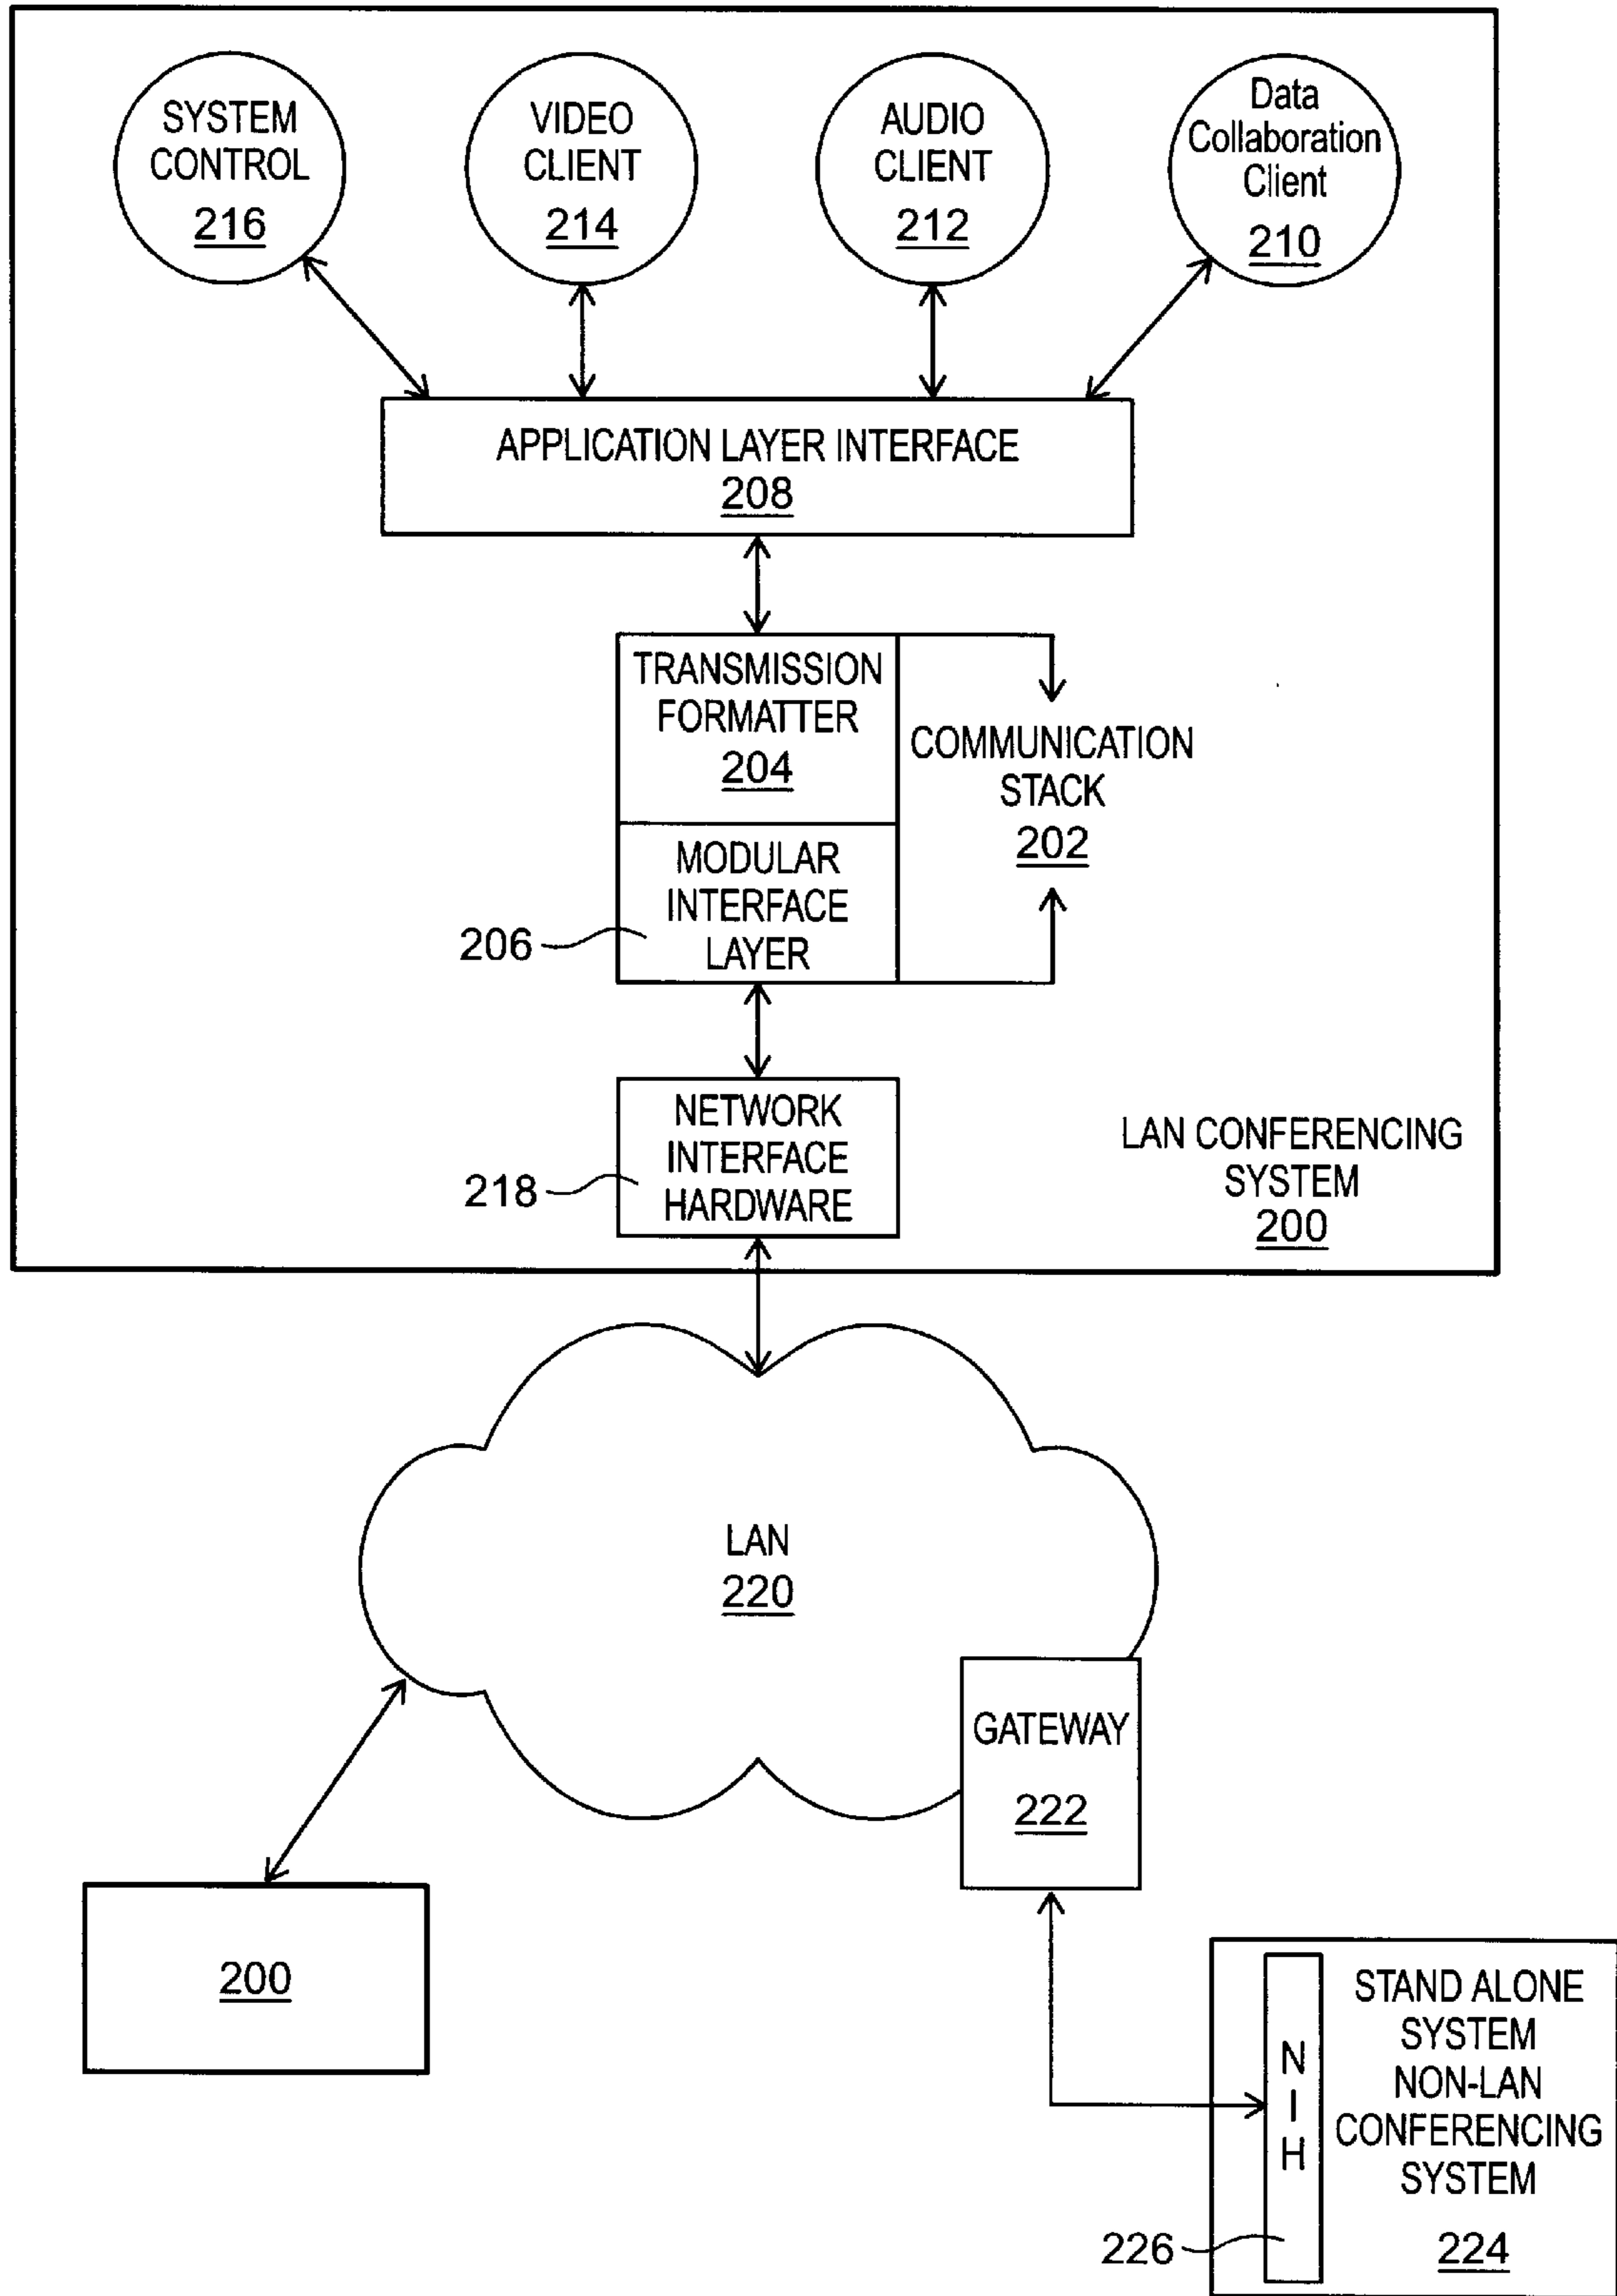 SYSTEM
CONTROL
216
VIDEO
CLIENT
214
AUDIO
CLIENT
212
Data
Collaboration
Client
210
APPLICATION LAYER INTERFACE
208
TRANSMISSION
FORMATTER
204
COMMUNICATION
STACK
202
MODULAR
INTERFACE
LAYER
206
NETWORK
INTERFACE
HARDWARE
218
LAN CONFERENCING
SYSTEM
200
LAN
220
GATEWAY
222
200
N
I
H
226
STAND ALONE
SYSTEM
NON-LAN
CONFERENCING
SYSTEM
224